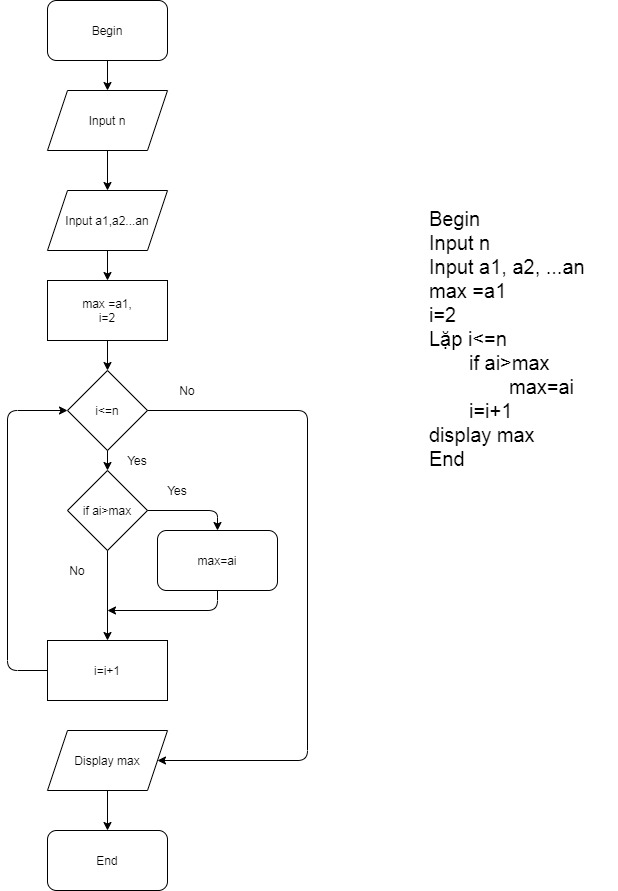 Begin
Input n
Input a1,a2...an
max =a1,
i=2
i<=n
No
Yes
if ai>max
Yes
No
max=ai
i=i+1
Display max
End
Begin
Input n
Input a1, a2, ...an
max =a1
i=2
Lặp i<=n
if ai>max
max=ai
i=i+1
display max
End